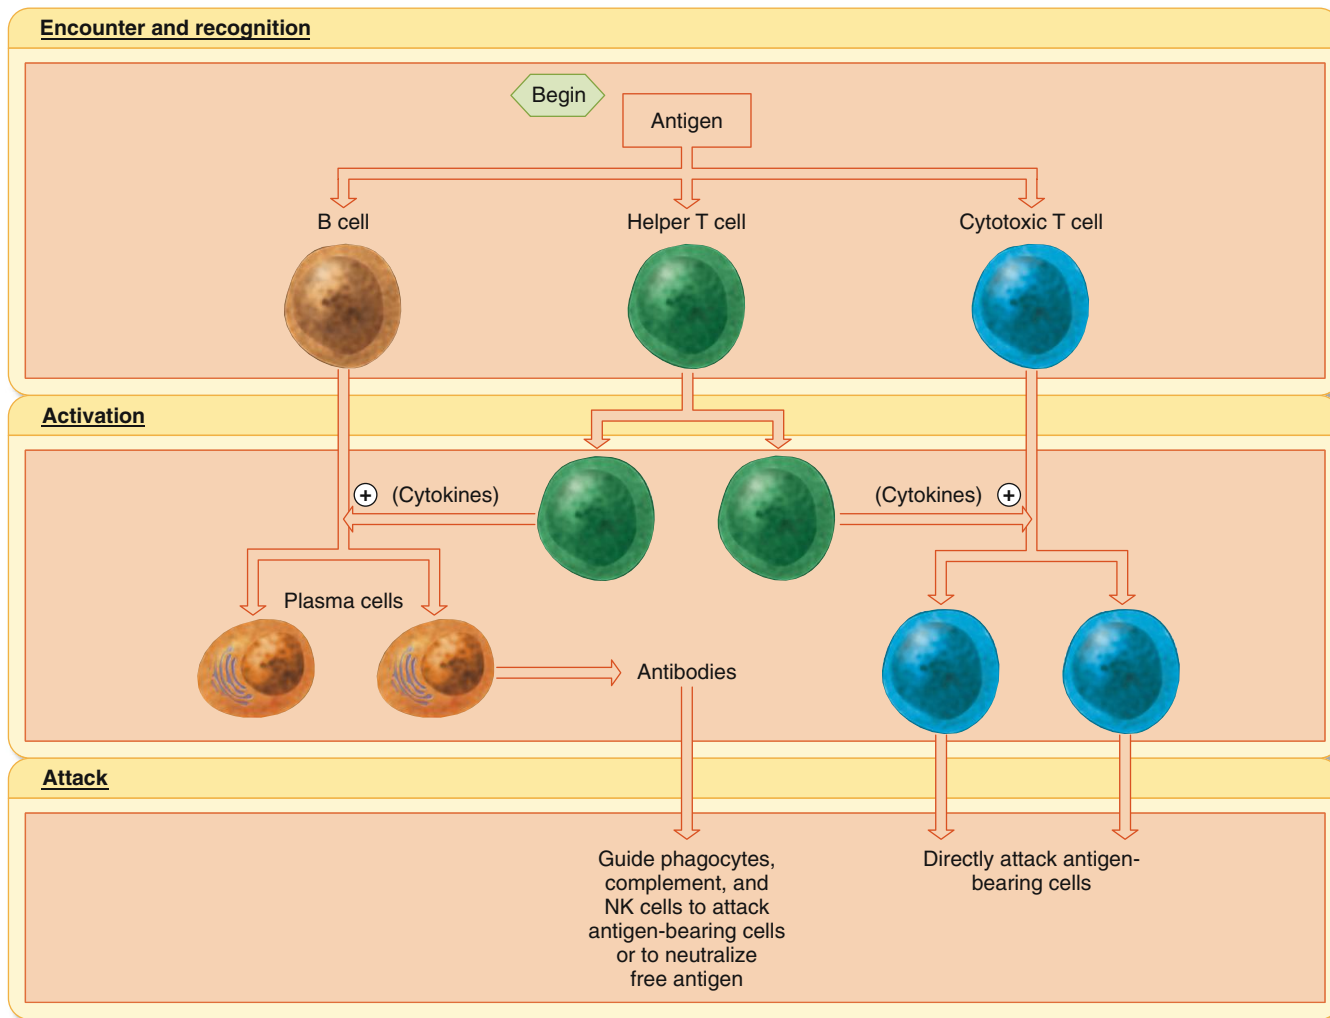 Encounter and recognition
Begin
Antigen
B cell
Helper T cell
Cytotoxic T cell
Activation
+ (Cytokines)
(Cytokines) +
Plasma cells
Antibodies
Attack
Guide phagocytes,
complement, and
NK cells to attack
antigen-bearing cells
or to neutralize
free antigen
Directly attack antigen-
bearing cells